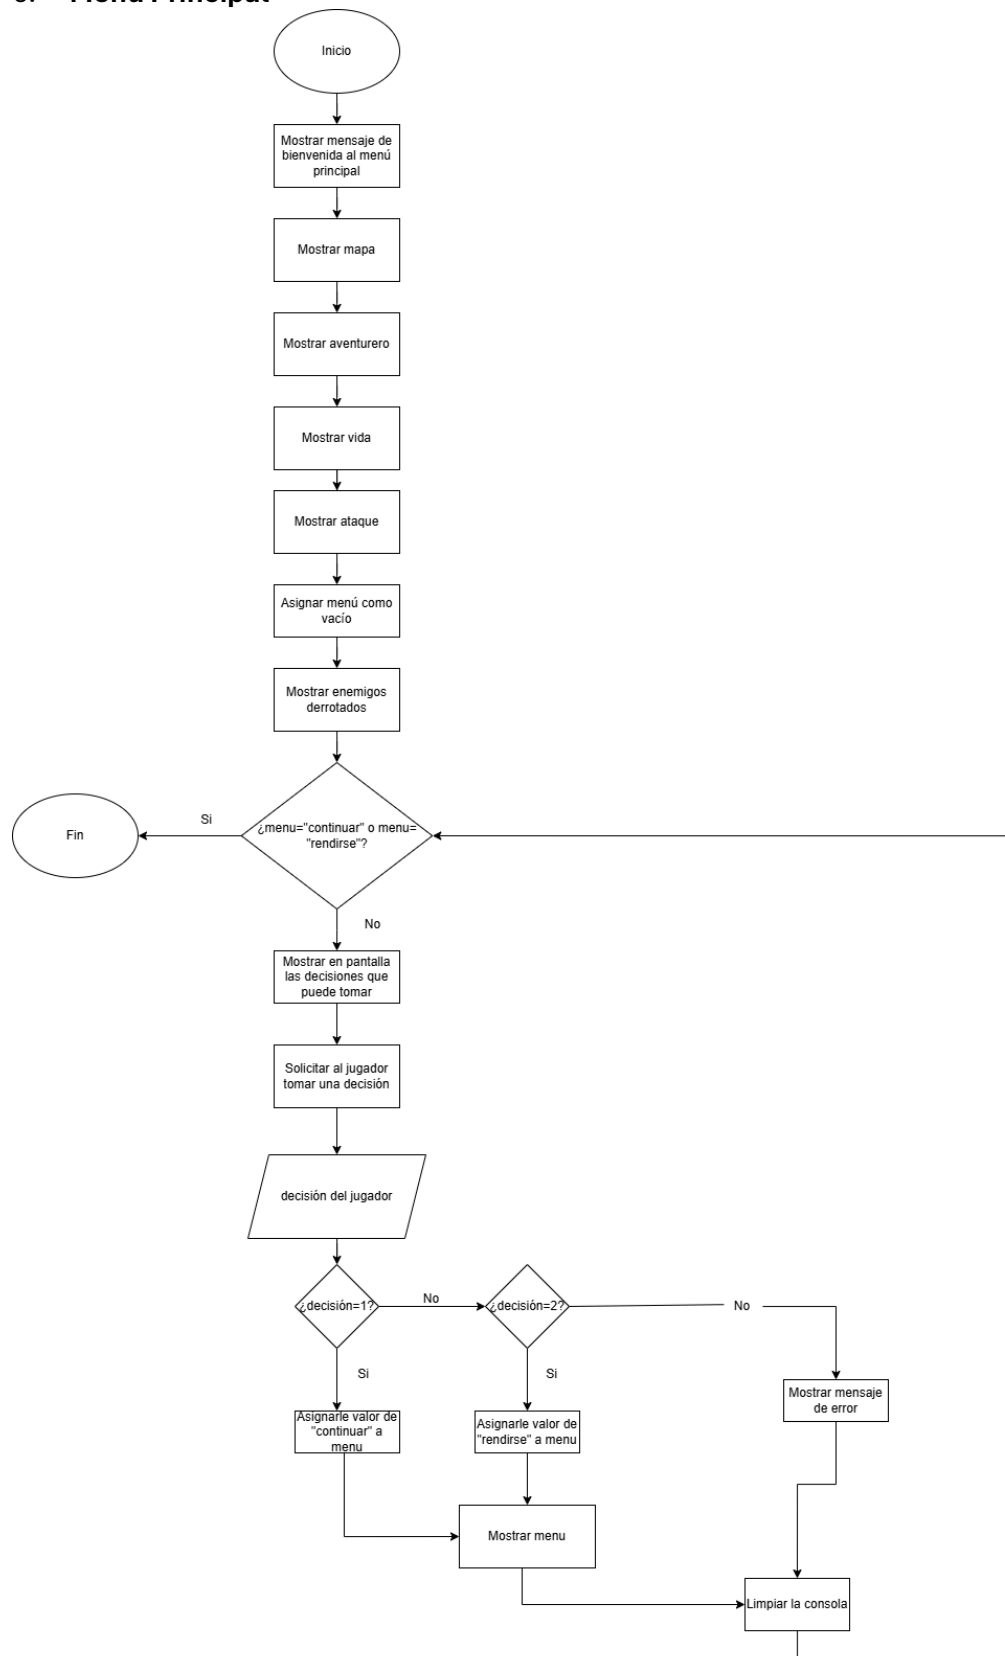 Inicio
Mostrar mensaje de
bienvenida al menú
principal
Mostrar mapa
Mostrar aventurero
Mostrar vida
Mostrar ataque
Asignar menú como
vacío
Mostrar enemigos
derrotados
¿menu="continuar" o menu=
"rendirse"?
Si
Fin
No
Mostrar en pantalla
las decisiones que
puede tomar
Solicitar al jugador
tomar una decisión
decisión del jugador
¿decisión=1?
No
¿decisión=2?
No
Si
Si
Mostrar mensaje
de error
Asignarle valor de
"continuar" a
menu
Asignarle valor de
"rendirse" a menu
Mostrar menu
Limpiar la consola